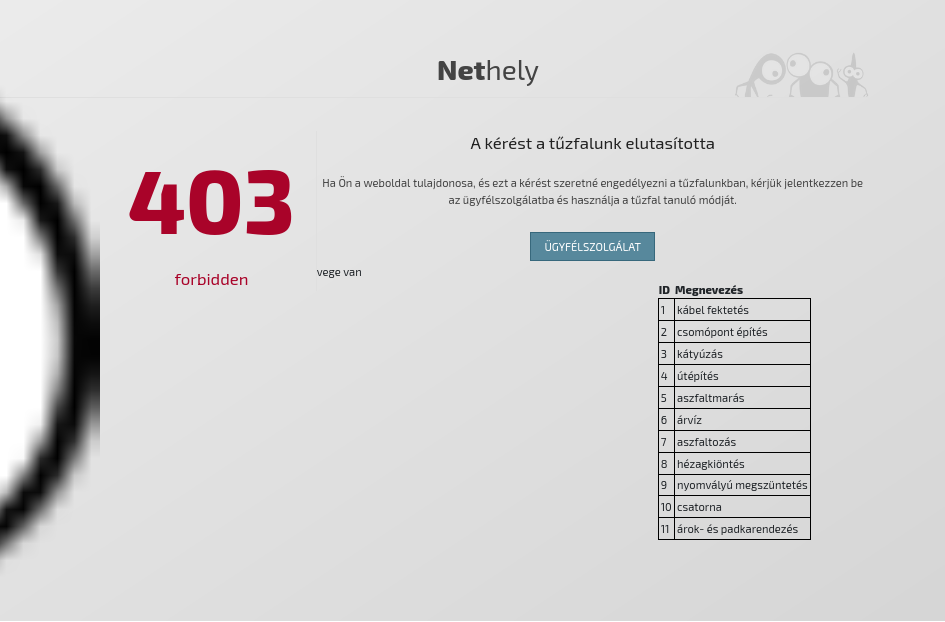 Nethely
403
forbidden
A kérést a tűzfalunk elutasította
Ha Ön a weboldal tulajdonosa, és ezt a kérést szeretné engedélyezni a tűzfalunkban, kérjük jelentkezzen be
az ügyfélszolgálatba és használja a tűzfal tanuló módját.
ÜGYFÉLSZOLGÁLAT
vege van
ID Megnevezés
1 kábel fektetés
2 csomópont építés
3 kátyúzás
4 útépítés
5 aszfaltmarás
6 árvíz
7 aszfaltozás
8 hézagkiöntés
9 nyomvályú megszüntetés
10 csatorna
11 árok- és padkarendezés